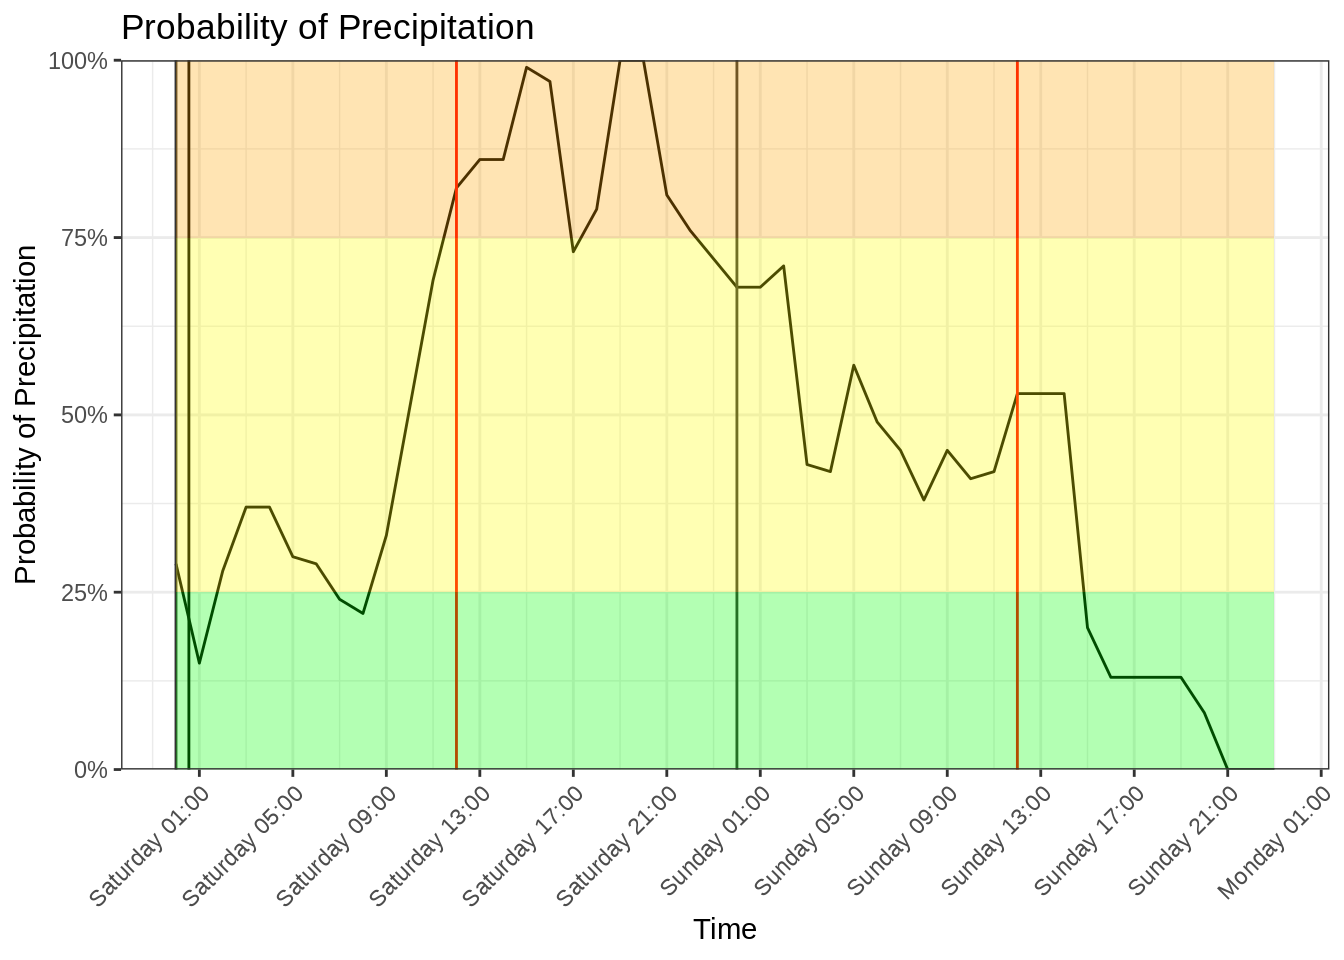 Probability of Precipitation
Probability of Precipitation
100%
75%
50%
25%
0%
Saturday 01:00
Saturday 05:00
Saturday 09:00
Saturday 13:00
Saturday 17:00
Saturday 21:00
Sunday 01:00
Sunday 05:00
Sunday 09:00
Sunday 13:00
Sunday 17:00
Sunday 21:00
Monday 01:00
Time